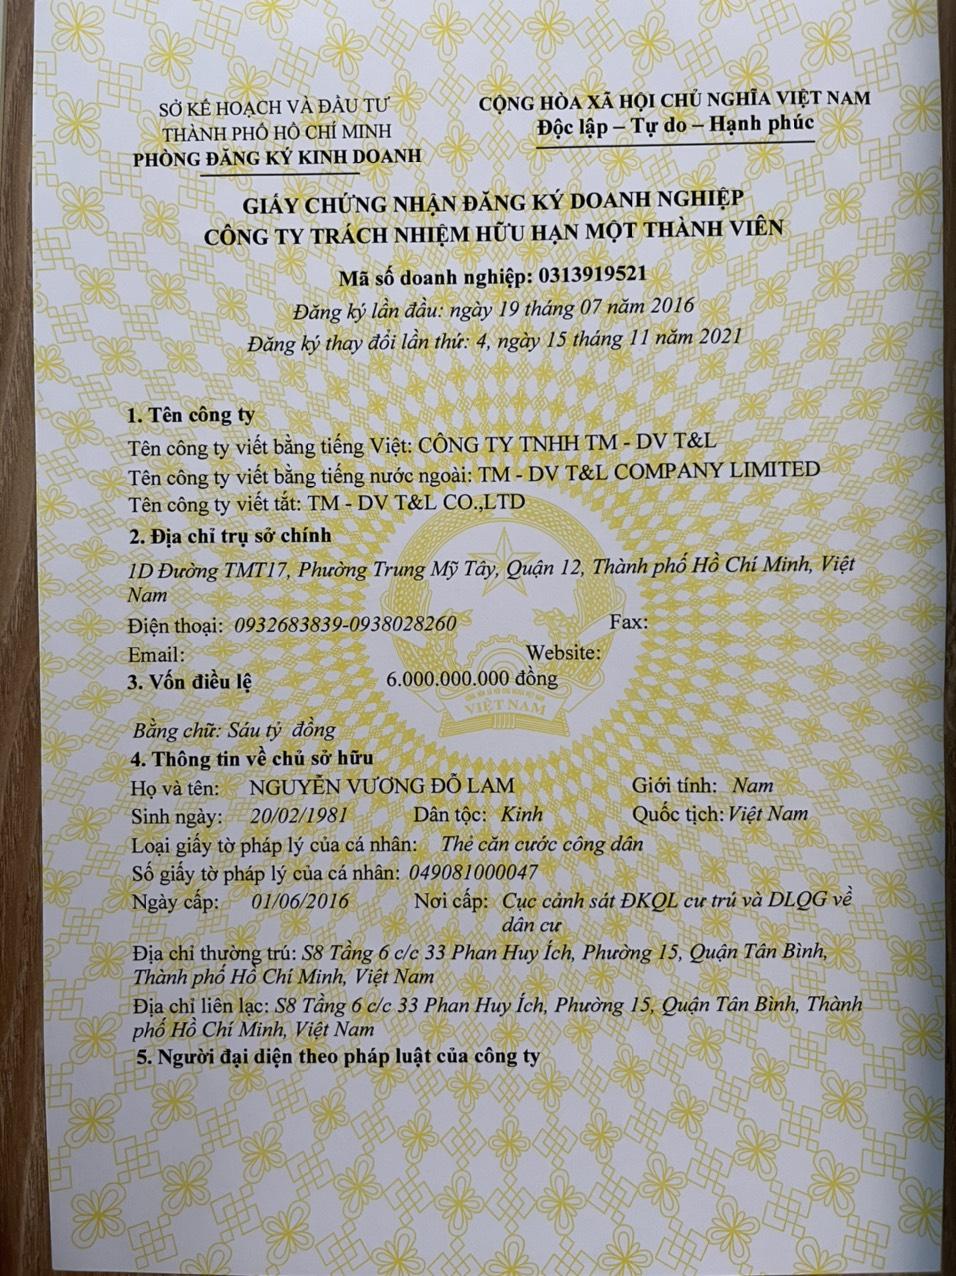 SỞ KẾ HOẠCH VÀ ĐẦU TƯ
THÀNH PHỐ HỒ CHÍ MINH
PHÒNG ĐĂNG KÝ KINH DOANH
CỘNG HÒA XÃ HỘI CHỦ NGHĨA VIỆT NAM
Độc lập – Tự do – Hạnh phúc
GIẤY CHỨNG NHẬN ĐĂNG KÝ DOANH NGHIỆP
CÔNG TY TRÁCH NHIỆM HỮU HẠN MỘT THÀNH VIÊN
Mã số doanh nghiệp: 0313919521
Đăng ký lần đầu: ngày 19 tháng 07 năm 2016
Đăng ký thay đổi lần thứ: 4, ngày 15 tháng 11 năm 2021
1. Tên công ty
Tên công ty viết bằng tiếng Việt: CÔNG TY TNHH TM - DV T&L
Tên công ty viết bằng tiếng nước ngoài: TM - DV T&L COMPANY LIMITED
Tên công ty viết tắt: TM - DV T&L CO.,LTD
2. Địa chỉ trụ sở chính
1D Đường TMT17, Phường Trung Mỹ Tây, Quận 12, Thành phố Hồ Chí Minh, Việt
Nam
Điện thoại: 0932683839-0938028260 Fax:
Email: Website:
3. Vốn điều lệ 6.000.000.000 đồng
VIỆT NAM
Bằng chữ: Sáu tỷ đồng
4. Thông tin về chủ sở hữu
Họ và tên: NGUYỄN VƯƠNG ĐỖ LAM Giới tính: Nam
Sinh ngày: 20/02/1981 Dân tộc: Kinh Quốc tịch: Việt Nam
Loại giấy tờ pháp lý của cá nhân: Thẻ căn cước công dân
Số giấy tờ pháp lý của cá nhân: 049081000047
Ngày cấp: 01/06/2016 Nơi cấp: Cục cảnh sát ĐKQL cư trú và DLQG về
dân cư
Địa chỉ thường trú: S8 Tầng 6 c/c 33 Phan Huy Ích, Phường 15, Quận Tân Bình,
Thành phố Hồ Chí Minh, Việt Nam
Địa chỉ liên lạc: S8 Tầng 6 c/c 33 Phan Huy Ích, Phường 15, Quận Tân Bình, Thành
phố Hồ Chí Minh, Việt Nam
5. Người đại diện theo pháp luật của công ty